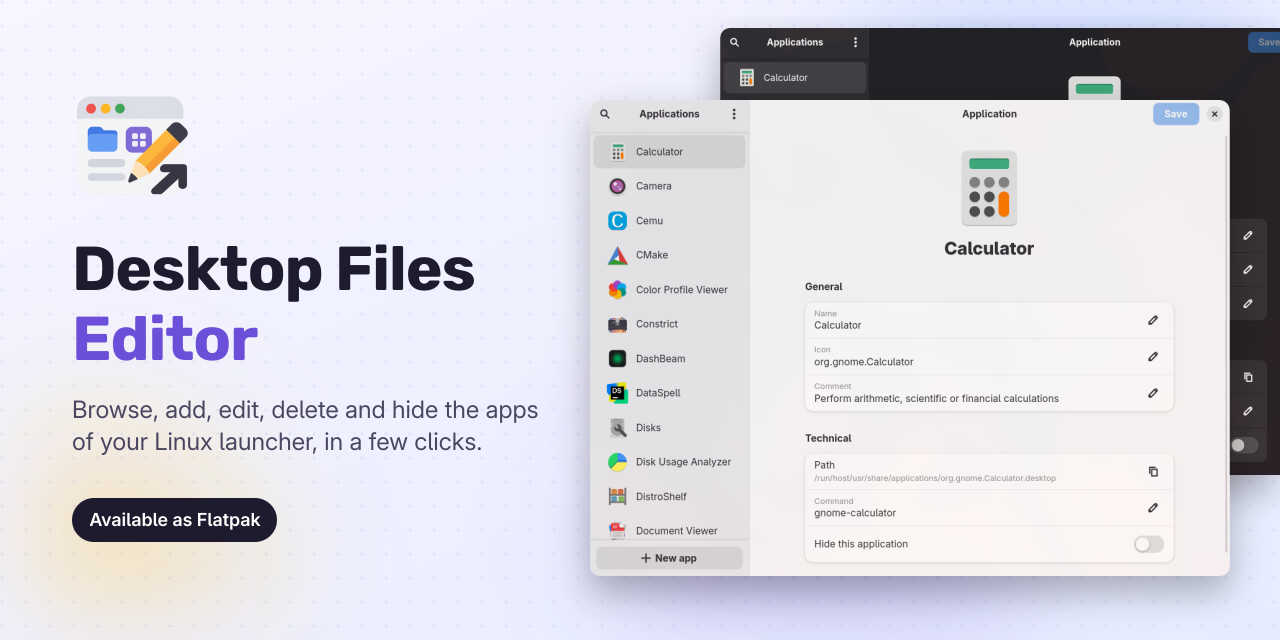 Desktop Files
Editor
Browse, add, edit, delete and hide the apps
of your Linux launcher, in a few clicks.
Available as Flatpak
Applications
Application
Save
Calculator
Applications
Calculator
Camera
Cemu
CMake
Color Profile Viewer
Constrict
DashBeam
DataSpell
Disks
Disk Usage Analyzer
DistroShelf
Document Viewer
New app
Application
Save
Calculator
General
Name
Calculator
Icon
org.gnome.Calculator
Comment
Perform arithmetic, scientific or financial calculations
Technical
Path
/run/host/usr/share/applications/org.gnome.Calculator.desktop
Command
gnome-calculator
Hide this application
C
DS